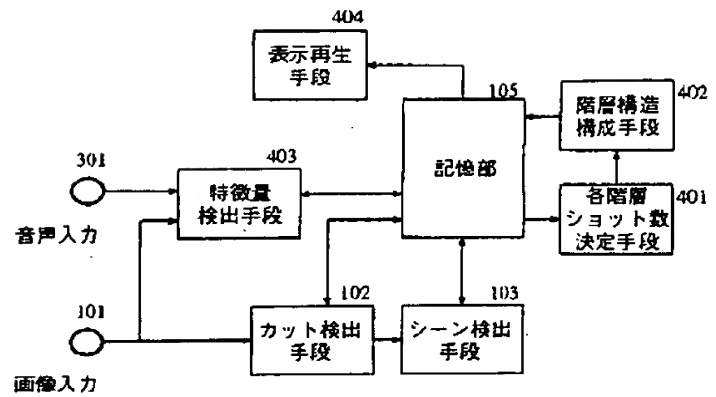 404
表示再生
手段
105
記憶部
402
階層構造
構成手段
301
音声入力
403
特徴量
検出手段
401
各階層
ショット数
決定手段
101
画像入力
102
カット検出
手段
103
シーン検出
手段